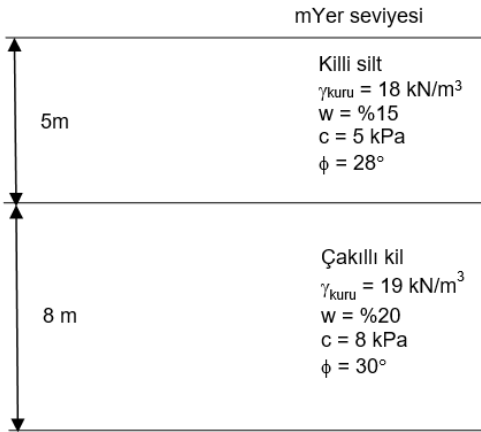 mYer seviyesi
Killi silt
γkuru = 18 kN/m³
5m
w = %15
c = 5 kPa
ϕ = 28°
Çakıllı kil
γkuru = 19 kN/m³
8 m
w = %20
c = 8 kPa
ϕ = 30°